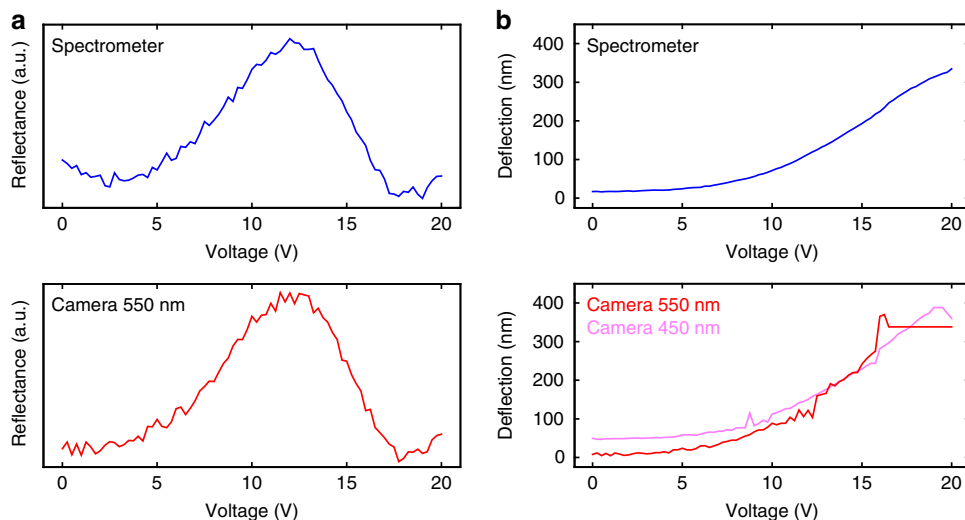 a
Spectrometer
Reflectance (a.u.)
0 5 10 15 20
Voltage (V)
Camera 550 nm
Reflectance (a.u.)
0 5 10 15 20
Voltage (V)
b
Spectrometer
Deflection (nm)
400
300
200
100
0
0 5 10 15 20
Voltage (V)
Camera 550 nm
Camera 450 nm
Deflection (nm)
400
300
200
100
0
0 5 10 15 20
Voltage (V)